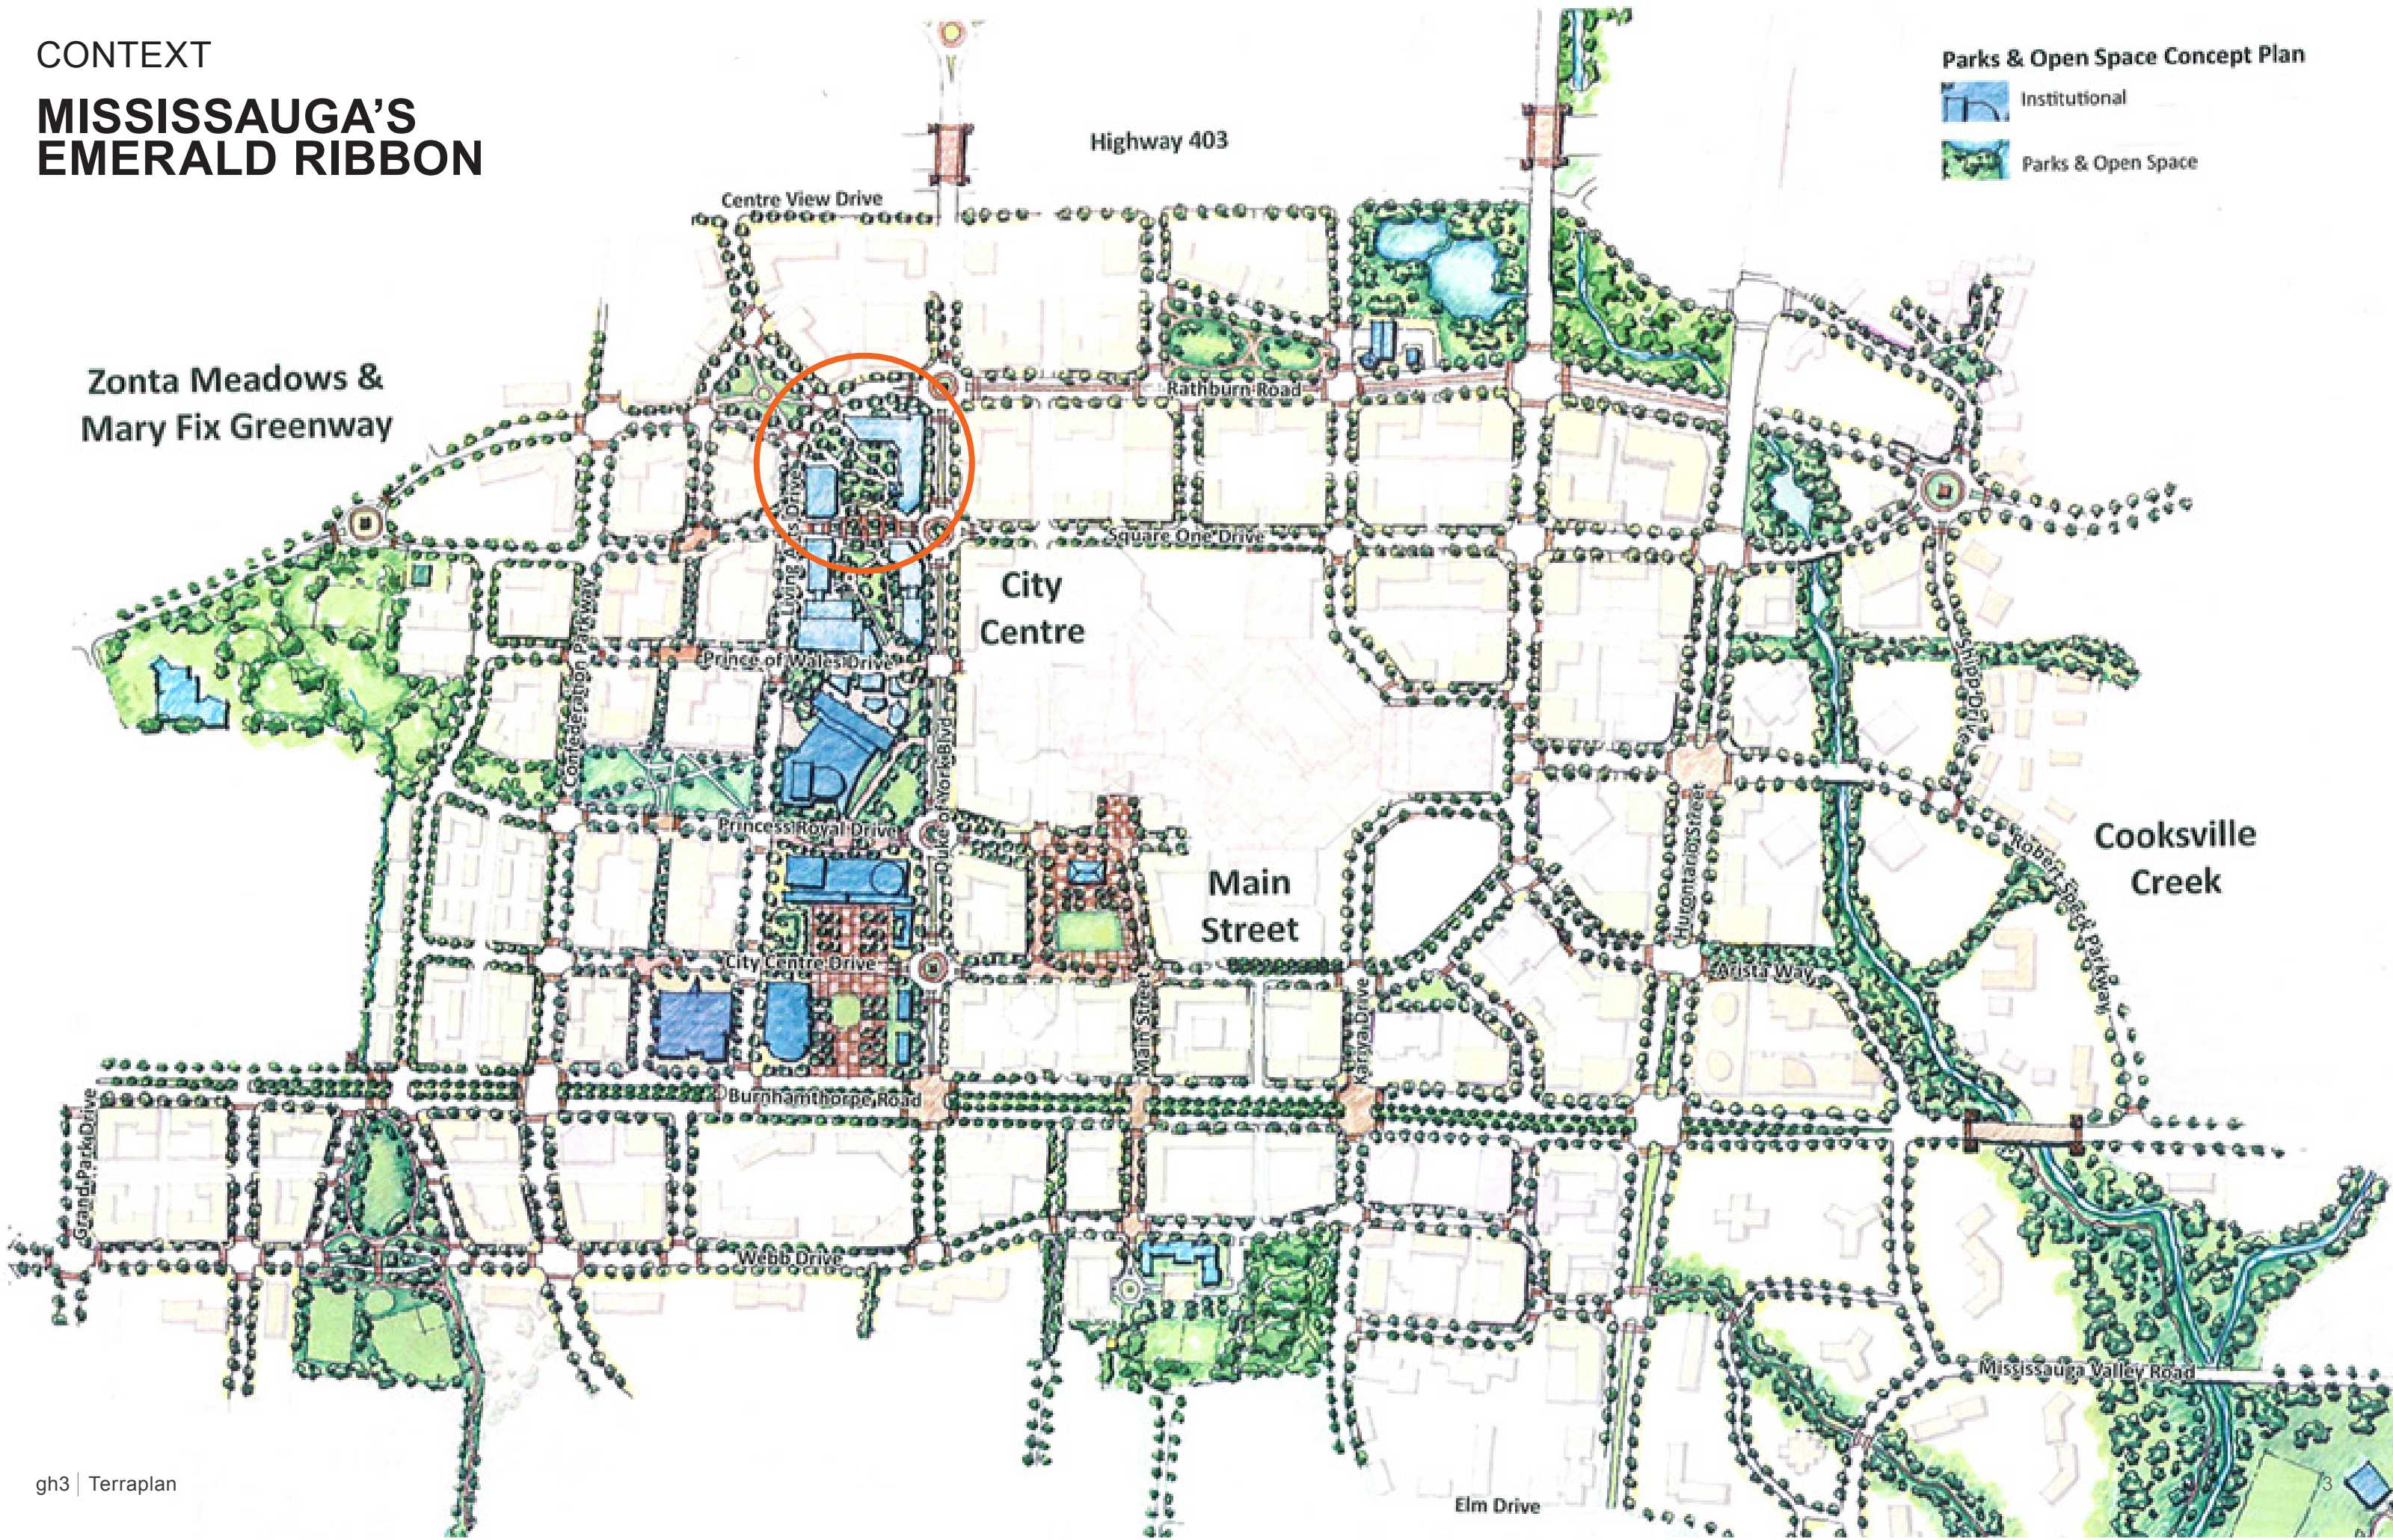 CONTEXT
MISSISSAUGA'S
EMERALD RIBBON
Parks & Open Space Concept Plan
Institutional
Parks & Open Space
Highway 403
Centre View Drive
Zonta Meadows &
Mary Fix Greenway
Rathburn Road
Living Arts Drive
Square One Drive
City
Centre
Confederation Parkway
Prince of Wales Drive
Shipp Drive
Duke of York Blvd
Princess Royal Drive
Hurontario Street
Robert Speck Parkway
Cooksville
Creek
Main
Street
City Centre Drive
Arista Way
Main Street
Kariya Drive
Burnhamthorpe Road
Grand Park Drive
Webb Drive
Mississauga Valley Road
Elm Drive
gh3 | Terraplan
3